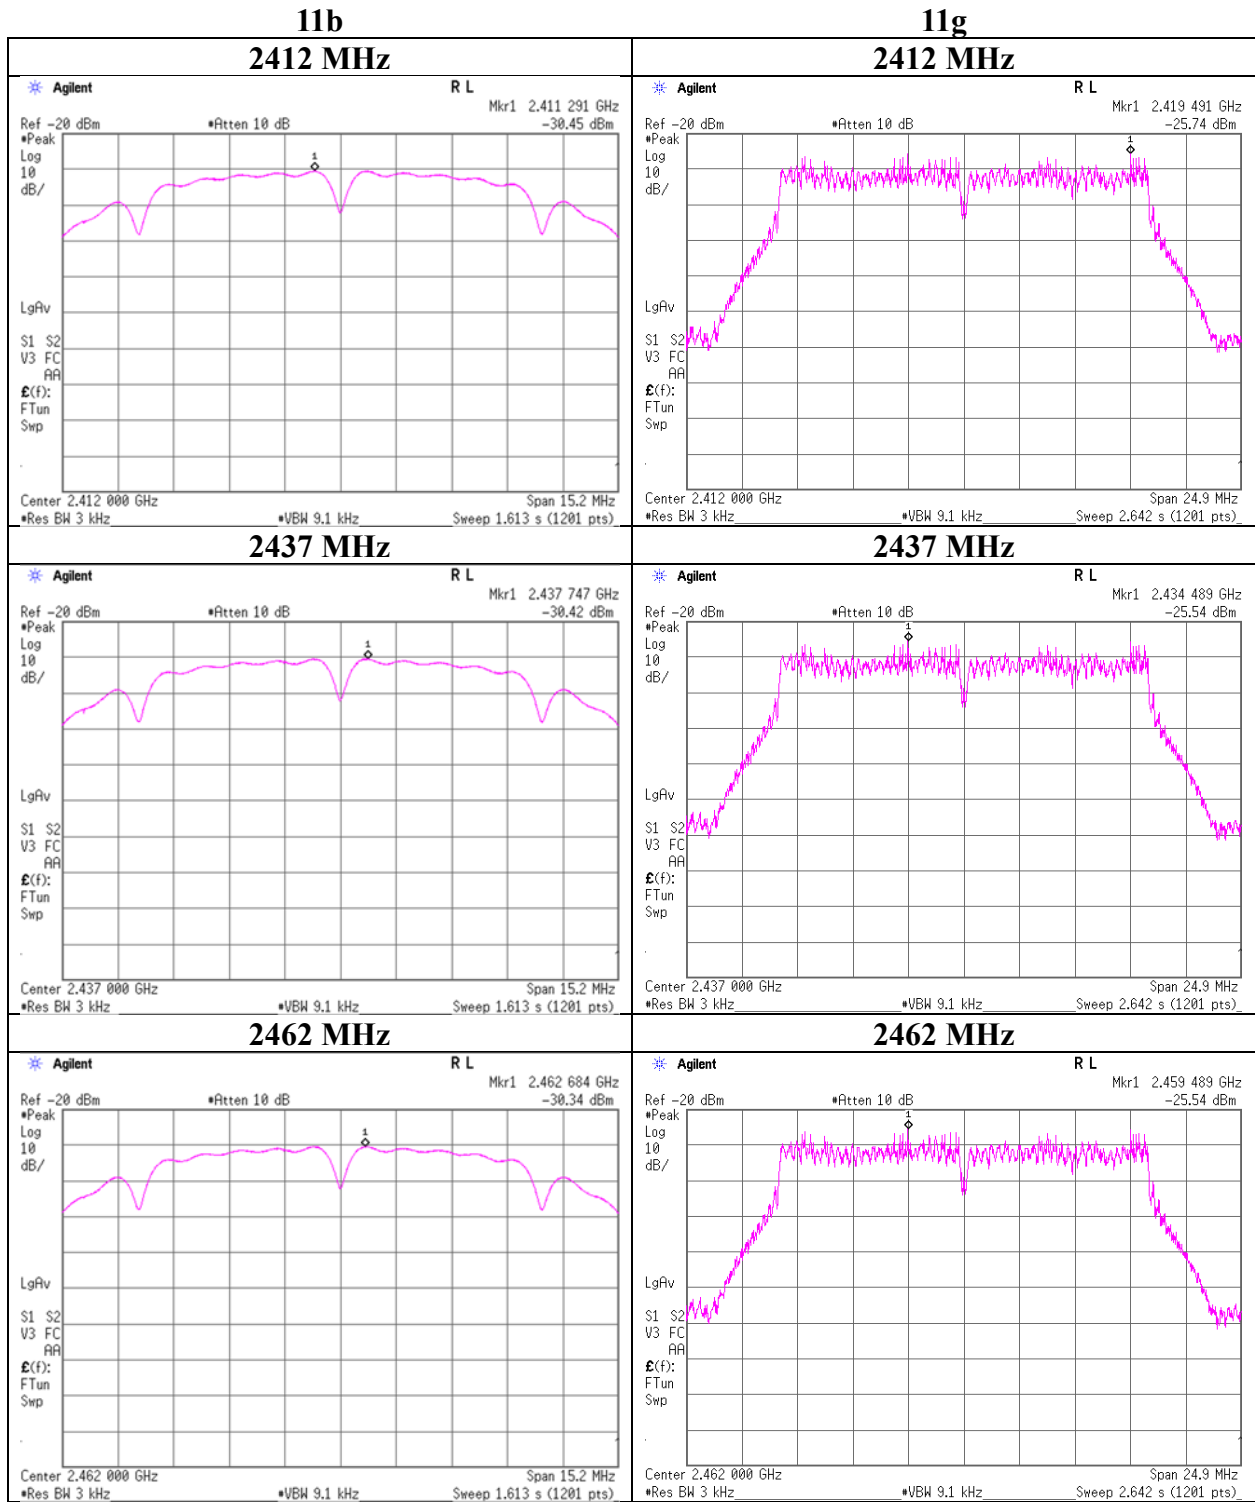 11b
11g
2412 MHz
2412 MHz
Agilent
R L
Mkr1 2.411 291 GHz
Ref -20 dBm
#Atten 10 dB
-30.45 dBm
#Peak
Log
10
dB/
1
LgAv
S1 S2
V3 FC
AA
£(f):
FTun
Swp
Center 2.412 000 GHz
Span 15.2 MHz
#Res BW 3 kHz
#VBW 9.1 kHz
Sweep 1.613 s (1201 pts)
Agilent
R L
Mkr1 2.419 491 GHz
Ref -20 dBm
#Atten 10 dB
-25.74 dBm
#Peak
Log
10
dB/
1
LgAv
S1 S2
V3 FC
AA
£(f):
FTun
Swp
Center 2.412 000 GHz
Span 24.9 MHz
#Res BW 3 kHz
#VBW 9.1 kHz
Sweep 2.642 s (1201 pts)
2437 MHz
2437 MHz
Agilent
R L
Mkr1 2.437 747 GHz
Ref -20 dBm
#Atten 10 dB
-30.42 dBm
#Peak
Log
10
dB/
1
LgAv
S1 S2
V3 FC
AA
£(f):
FTun
Swp
Center 2.437 000 GHz
Span 15.2 MHz
#Res BW 3 kHz
#VBW 9.1 kHz
Sweep 1.613 s (1201 pts)
Agilent
R L
Mkr1 2.434 489 GHz
Ref -20 dBm
#Atten 10 dB
-25.54 dBm
#Peak
Log
10
dB/
1
LgAv
S1 S2
V3 FC
AA
£(f):
FTun
Swp
Center 2.437 000 GHz
Span 24.9 MHz
#Res BW 3 kHz
#VBW 9.1 kHz
Sweep 2.642 s (1201 pts)
2462 MHz
2462 MHz
Agilent
R L
Mkr1 2.462 684 GHz
Ref -20 dBm
#Atten 10 dB
-30.34 dBm
#Peak
Log
10
dB/
1
LgAv
S1 S2
V3 FC
AA
£(f):
FTun
Swp
Center 2.462 000 GHz
Span 15.2 MHz
#Res BW 3 kHz
#VBW 9.1 kHz
Sweep 1.613 s (1201 pts)
Agilent
R L
Mkr1 2.459 489 GHz
Ref -20 dBm
#Atten 10 dB
-25.54 dBm
#Peak
Log
10
dB/
1
LgAv
S1 S2
V3 FC
AA
£(f):
FTun
Swp
Center 2.462 000 GHz
Span 24.9 MHz
#Res BW 3 kHz
#VBW 9.1 kHz
Sweep 2.642 s (1201 pts)